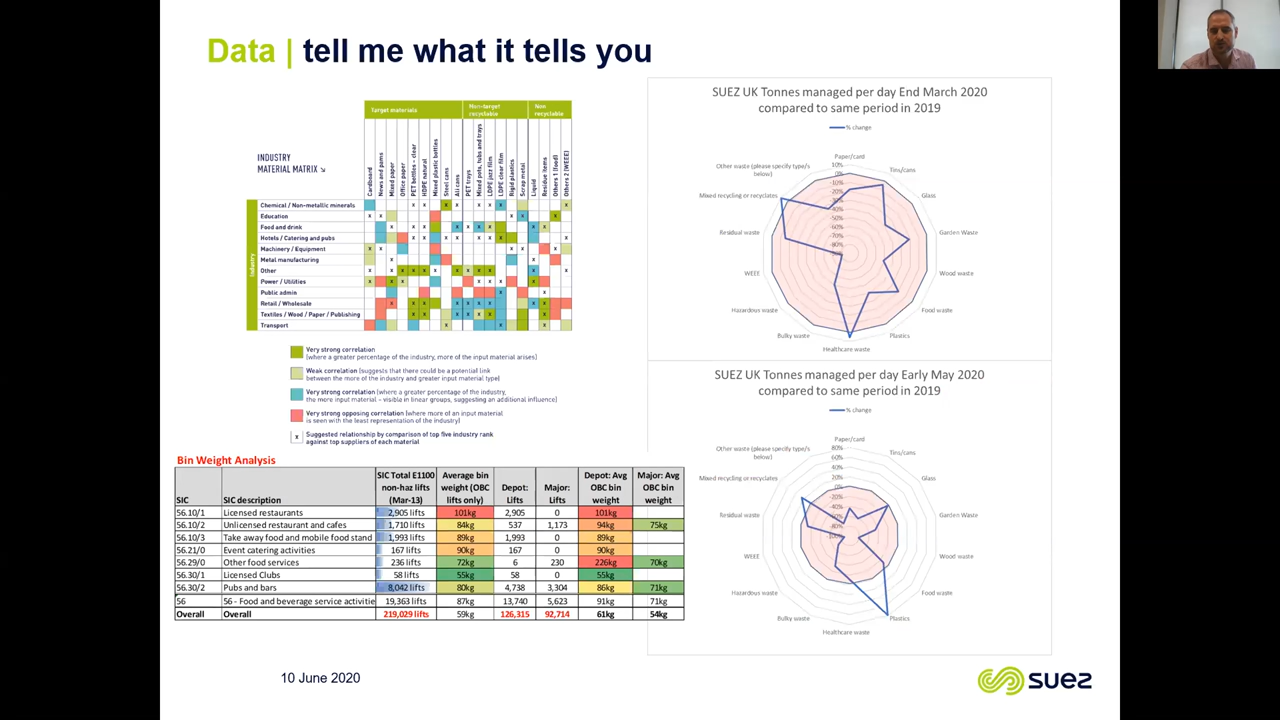 Data | tell me what it tells you
INDUSTRY
MATERIAL MATRIX ↘
Target materials
Non-target
recyclable
Non
recyclable
Cardboard
News and pams
Mixed paper
Office paper
PET bottles – clear
HDPE natural
Mixed plastic bottles
Steel cans
Ali cans
PET trays
Mixed pots, tubs and trays
LDPE jazz film
LDPE clear film
Rigid plastics
Scrap metal
Liquid
Residue items
Others 1 (food)
Others 2 (WEEE)
Industry
Chemical / Non-metallic minerals
Education
Food and drink
Hotels / Catering and pubs
Machinery / Equipment
Metal manufacturing
Other
Power / Utilities
Public admin
Retail / Wholesale
Textiles / Wood / Paper / Publishing
Transport
Very strong correlation
(where a greater percentage of the industry, more of the input material arises)
Weak correlation (suggests that there could be a potential link
between the more of the industry and greater input material type)
Very strong correlation (where a greater percentage of the industry,
the more input material – visible in linear groups, suggesting an additional influence)
Very strong opposing correlation (where more of an input material
is seen with the least representation of the industry)
x Suggested relationship by comparison of top five industry rank
against top suppliers of each material
Bin Weight Analysis
SIC SIC description SIC Total E1100 non-haz lifts (Mar-13) Average bin weight (OBC lifts only) Depot: Lifts Major: Lifts Depot: Avg OBC bin weight Major: Avg OBC bin weight
56.10/1 Licensed restaurants 2,905 lifts 101kg 2,905 0 101kg
56.10/2 Unlicensed restaurant and cafes 1,710 lifts 84kg 537 1,173 94kg 75kg
56.10/3 Take away food and mobile food stand 1,993 lifts 89kg 1,993 0 89kg
56.21/0 Event catering activities 167 lifts 90kg 167 0 90kg
56.29/0 Other food services 236 lifts 72kg 6 230 226kg 70kg
56.30/1 Licensed Clubs 58 lifts 55kg 58 0 55kg
56.30/2 Pubs and bars 8,042 lifts 80kg 4,738 3,304 86kg 71kg
56 56 - Food and beverage service activitie 19,363 lifts 87kg 13,740 5,623 91kg 71kg
Overall Overall 219,029 lifts 59kg 126,315 92,714 61kg 54kg
SUEZ UK Tonnes managed per day End March 2020
compared to same period in 2019
% change
Paper/card
Tins/cans
Glass
Garden Waste
Wood waste
Food waste
Plastics
Healthcare waste
Bulky waste
Hazardous waste
WEEE
Residual waste
Mixed recycling or recyclates
Other waste (please specify type/s
below)
10%
0%
-10%
-20%
-30%
-40%
-50%
-60%
-70%
-80%
SUEZ UK Tonnes managed per day Early May 2020
compared to same period in 2019
% change
Paper/card
Tins/cans
Glass
Garden Waste
Wood waste
Food waste
Plastics
Healthcare waste
Bulky waste
Hazardous waste
WEEE
Residual waste
Mixed recycling or recyclates
Other waste (please specify type/s
below)
80%
60%
40%
20%
0%
-20%
10 June 2020
suez